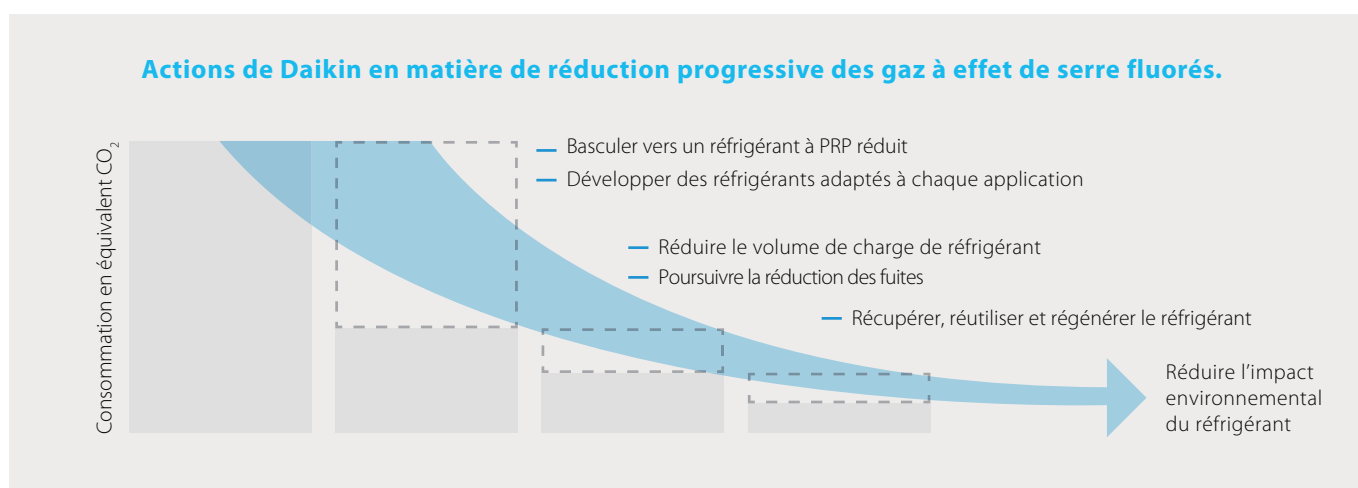 Actions de Daikin en matière de réduction progressive des gaz à effet de serre fluorés.
Consommation en équivalent CO₂
Basculer vers un réfrigérant à PRP réduit
Développer des réfrigérants adaptés à chaque application
Réduire le volume de charge de réfrigérant
Poursuivre la réduction des fuites
Récupérer, réutiliser et régénérer le réfrigérant
Réduire l’impact
environnemental
du réfrigérant